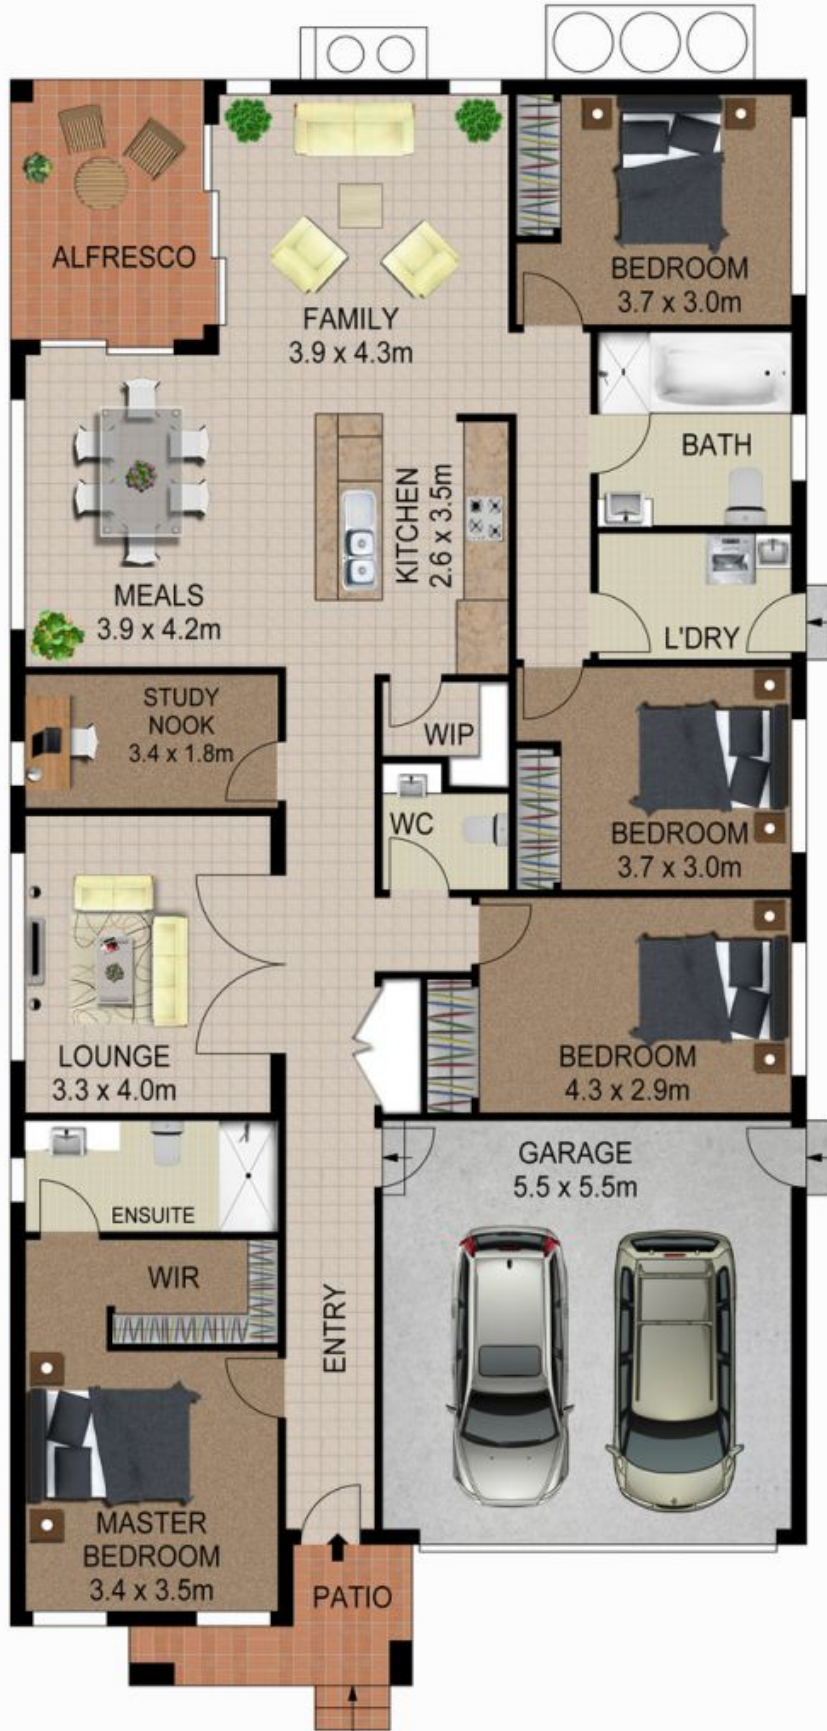 ALFRESCO
FAMILY
3.9 x 4.3m
BEDROOM
3.7 x 3.0m
BATH
KITCHEN
2.6 x 3.5m
MEALS
3.9 x 4.2m
L'DRY
STUDY
NOOK
3.4 x 1.8m
WIP
WC
BEDROOM
3.7 x 3.0m
LOUNGE
3.3 x 4.0m
BEDROOM
4.3 x 2.9m
GARAGE
5.5 x 5.5m
ENSUITE
WIR
ENTRY
MASTER
BEDROOM
3.4 x 3.5m
PATIO